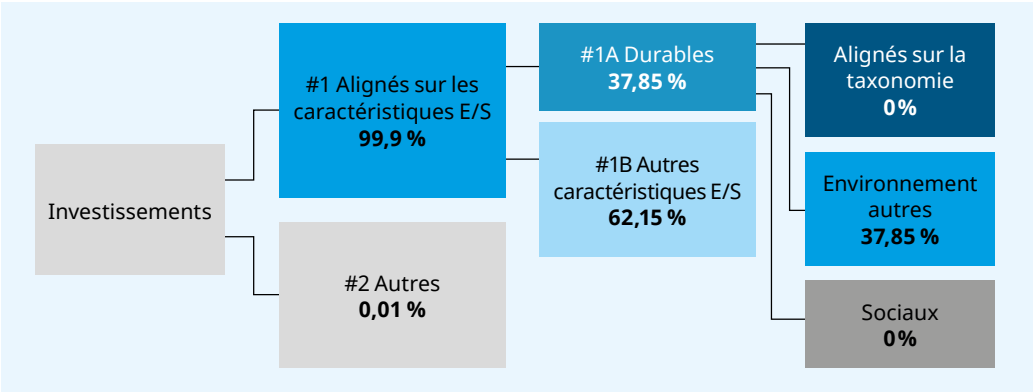 Investissements
#1 Alignés sur les
caractéristiques E/S
99,9 %
#2 Autres
0,01 %
#1A Durables
37,85 %
#1B Autres
caractéristiques E/S
62,15 %
Alignés sur la
taxonomie
0 %
Environnement
autres
37,85 %
Sociaux
0 %